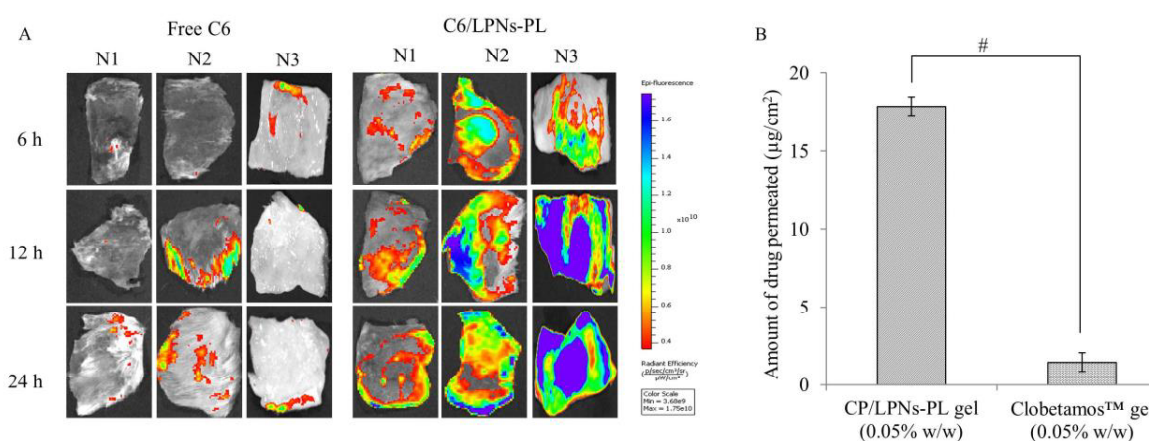 A
Free C6
C6/LPNs-PL
N1 N2 N3 N1 N2 N3
6 h
12 h
24 h
Epi-fluorescence
1.6
1.4
1.2
x10^10
1.0
0.8
0.6
0.4
Radiant Efficiency
(p/sec/cm²/sr / µW/cm²)
Color Scale
Min = 3.68e9
Max = 1.75e10
B
#
Amount of drug permeated (µg/cm²)
20
15
10
5
0
CP/LPNs-PL gel
(0.05% w/w)
Clobetamos™ ge
(0.05% w/w)